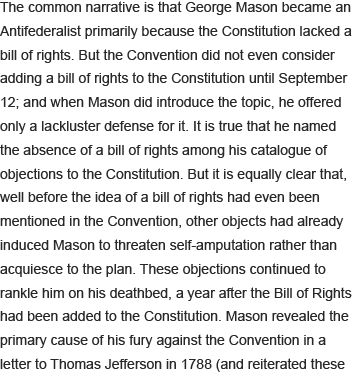 The common narrative is that George Mason became an
Antifederalist primarily because the Constitution lacked a
bill of rights. But the Convention did not even consider
adding a bill of rights to the Constitution until September
12; and when Mason did introduce the topic, he offered
only a lackluster defense for it. It is true that he named
the absence of a bill of rights among his catalogue of
objections to the Constitution. But it is equally clear that,
well before the idea of a bill of rights had even been
mentioned in the Convention, other objects had already
induced Mason to threaten self-amputation rather than
acquiesce to the plan. These objections continued to
rankle him on his deathbed, a year after the Bill of Rights
had been added to the Constitution. Mason revealed the
primary cause of his fury against the Convention in a
letter to Thomas Jefferson in 1788 (and reiterated these